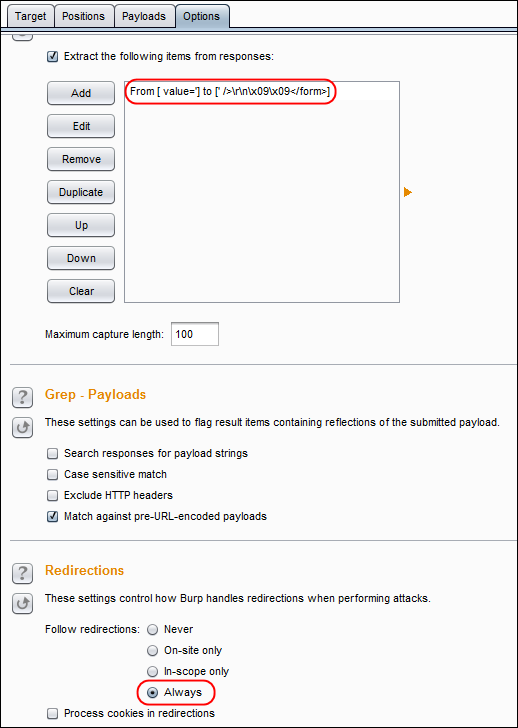 Target Positions Payloads Options
Extract the following items from responses:
Add
From [ value='] to [' />\r\n\x09\x09</form>]
Edit
Remove
Duplicate
Up
Down
Clear
Maximum capture length: 100
? Grep - Payloads
These settings can be used to flag result items containing reflections of the submitted payload.
Search responses for payload strings
Case sensitive match
Exclude HTTP headers
Match against pre-URL-encoded payloads
? Redirections
These settings control how Burp handles redirections when performing attacks.
Follow redirections: Never
On-site only
In-scope only
Always
Process cookies in redirections